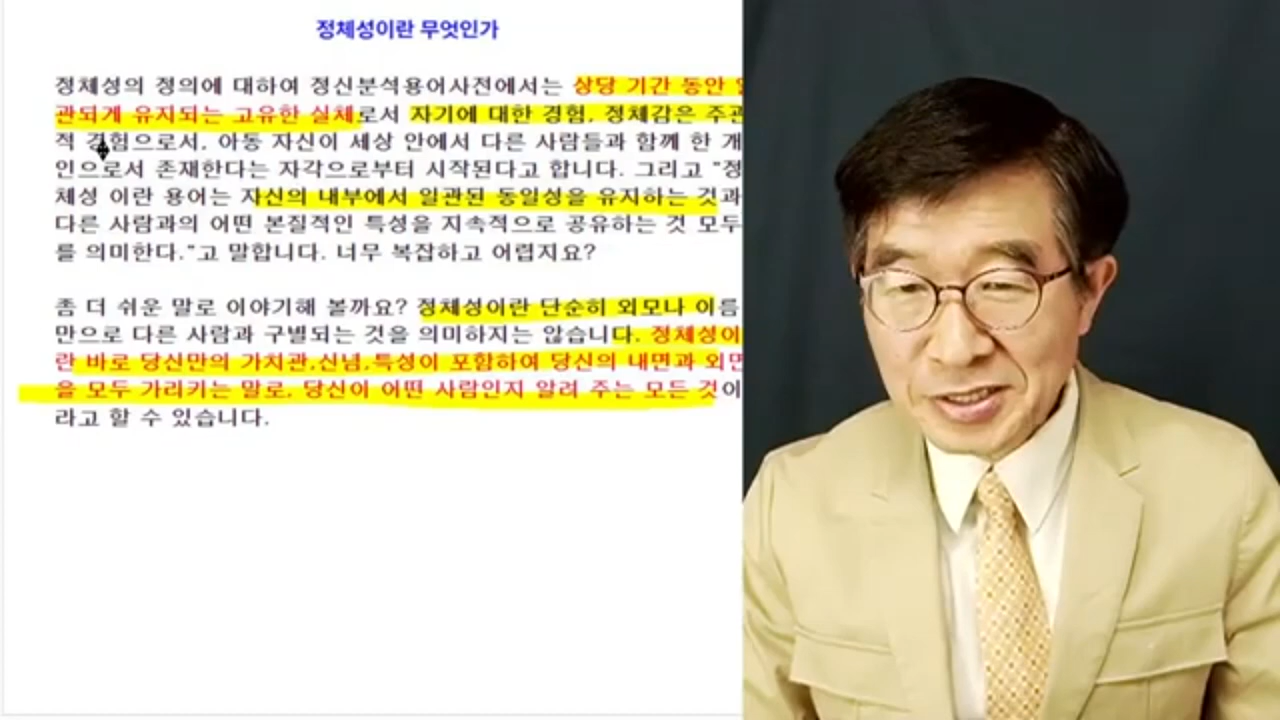 정체성이란 무엇인가
정체성의 정의에 대하여 정신분석용어사전에서는 상당 기간 동안
관되게 유지되는 고유한 실체로서 자기에 대한 경험, 정체감은 주관
적 경험으로서, 아동 자신이 세상 안에서 다른 사람들과 함께 한 개
인으로서 존재한다는 자각으로부터 시작된다고 합니다. 그리고 "정
체성 이란 용어는 자신의 내부에서 일관된 동일성을 유지하는 것과
다른 사람과의 어떤 본질적인 특성을 지속적으로 공유하는 것 모두
를 의미한다."고 말합니다. 너무 복잡하고 어렵지요?
좀 더 쉬운 말로 이야기해 볼까요? 정체성이란 단순히 외모나 이름
만으로 다른 사람과 구별되는 것을 의미하지는 않습니다. 정체성이
란 바로 당신만의 가치관,신념,특성이 포함하여 당신의 내면과 외면
을 모두 가리키는 말로, 당신이 어떤 사람인지 알려 주는 모든 것이
라고 할 수 있습니다.